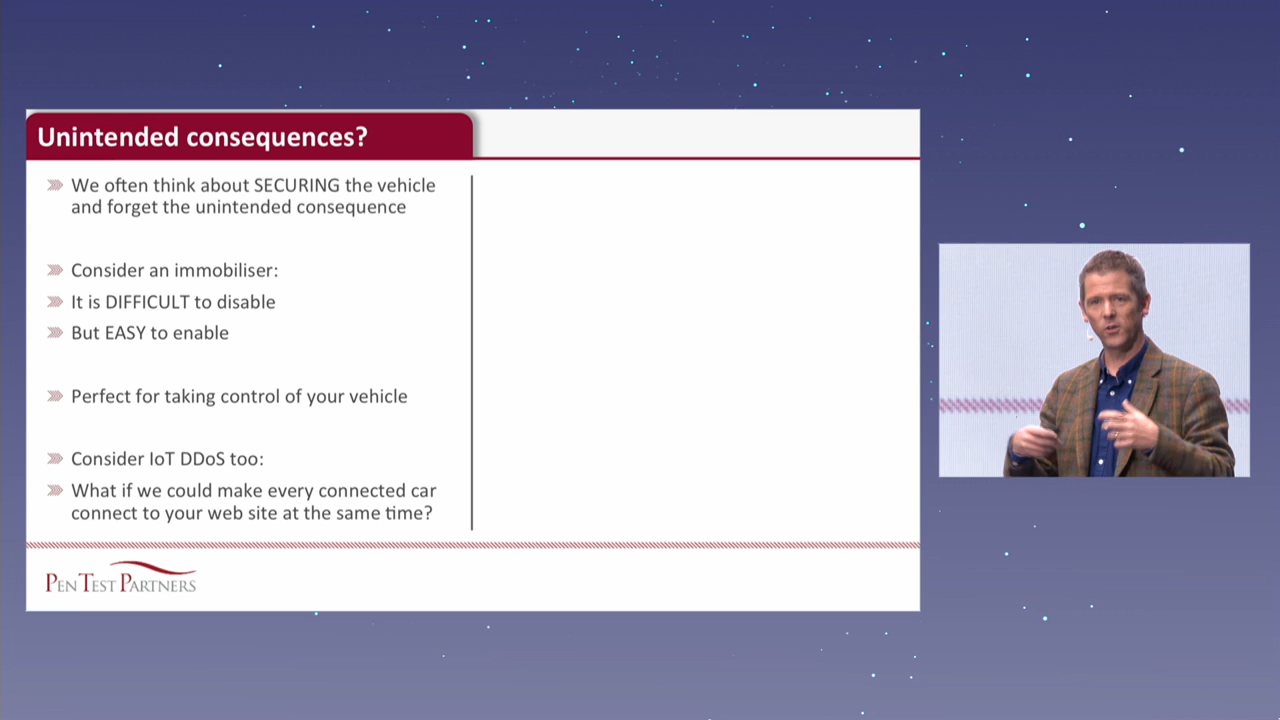 Unintended consequences?
We often think about SECURING the vehicle
and forget the unintended consequence
Consider an immobiliser:
It is DIFFICULT to disable
But EASY to enable
Perfect for taking control of your vehicle
Consider IoT DDoS too:
What if we could make every connected car
connect to your web site at the same time?
PEN TEST PARTNERS